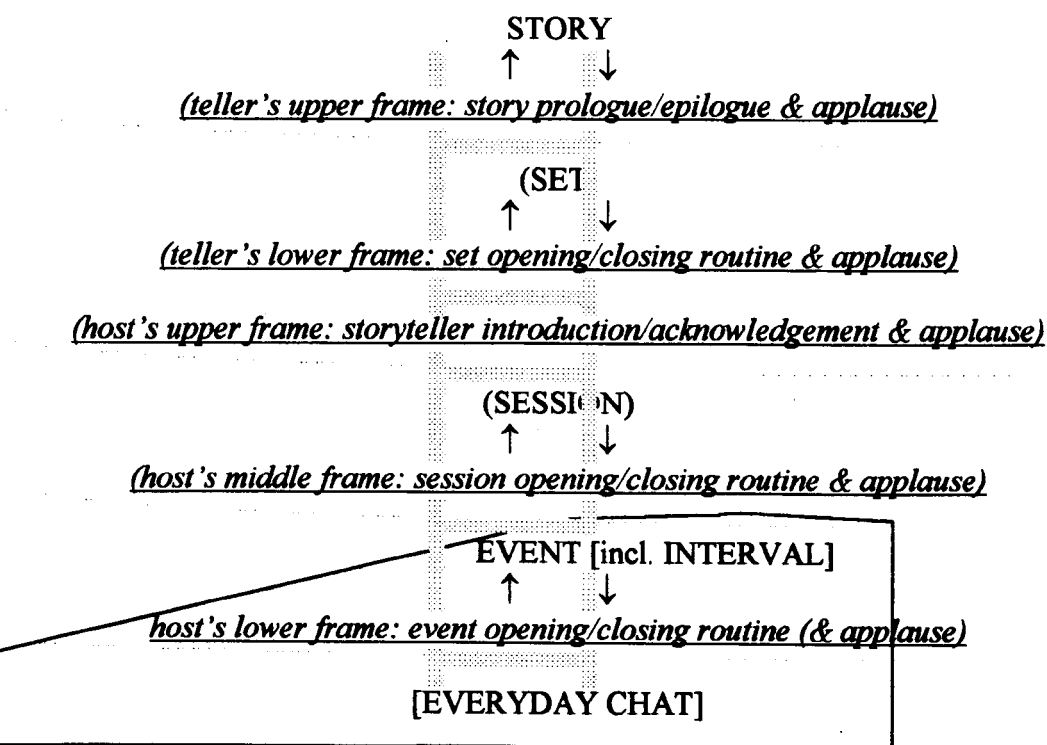 STORY
↑ ↓
(teller's upper frame: story prologue/epilogue & applause)
(SET
↑ ↓
(teller's lower frame: set opening/closing routine & applause)
(host's upper frame: storyteller introduction/acknowledgement & applause)
(SESSION)
↑ ↓
(host's middle frame: session opening/closing routine & applause)
EVENT [incl. INTERVAL]
↑ ↓
host's lower frame: event opening/closing routine (& applause)
[EVERYDAY CHAT]